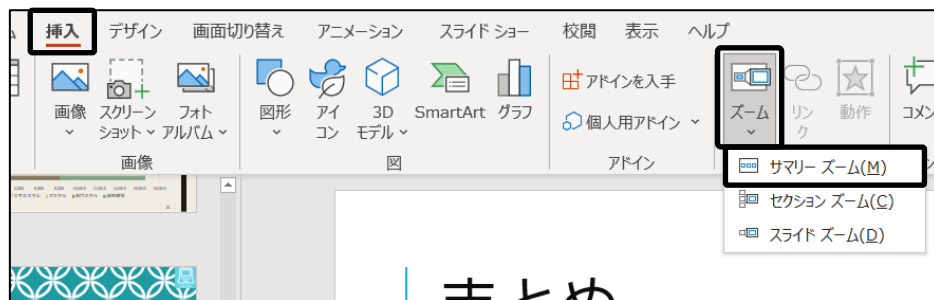 挿入 デザイン 画面切り替え アニメーション スライド ショー 校閲 表示 ヘルプ
画像 スクリーン ショット フォト アルバム 図形 アイ コン 3D モデル SmartArt グラフ アドインを入手 個人用アドイン ズーム リン ク 動作 コメン
画像 図 アドイン
サマリー ズーム(M)
セクション ズーム(C)
スライド ズーム(D)
まとめ